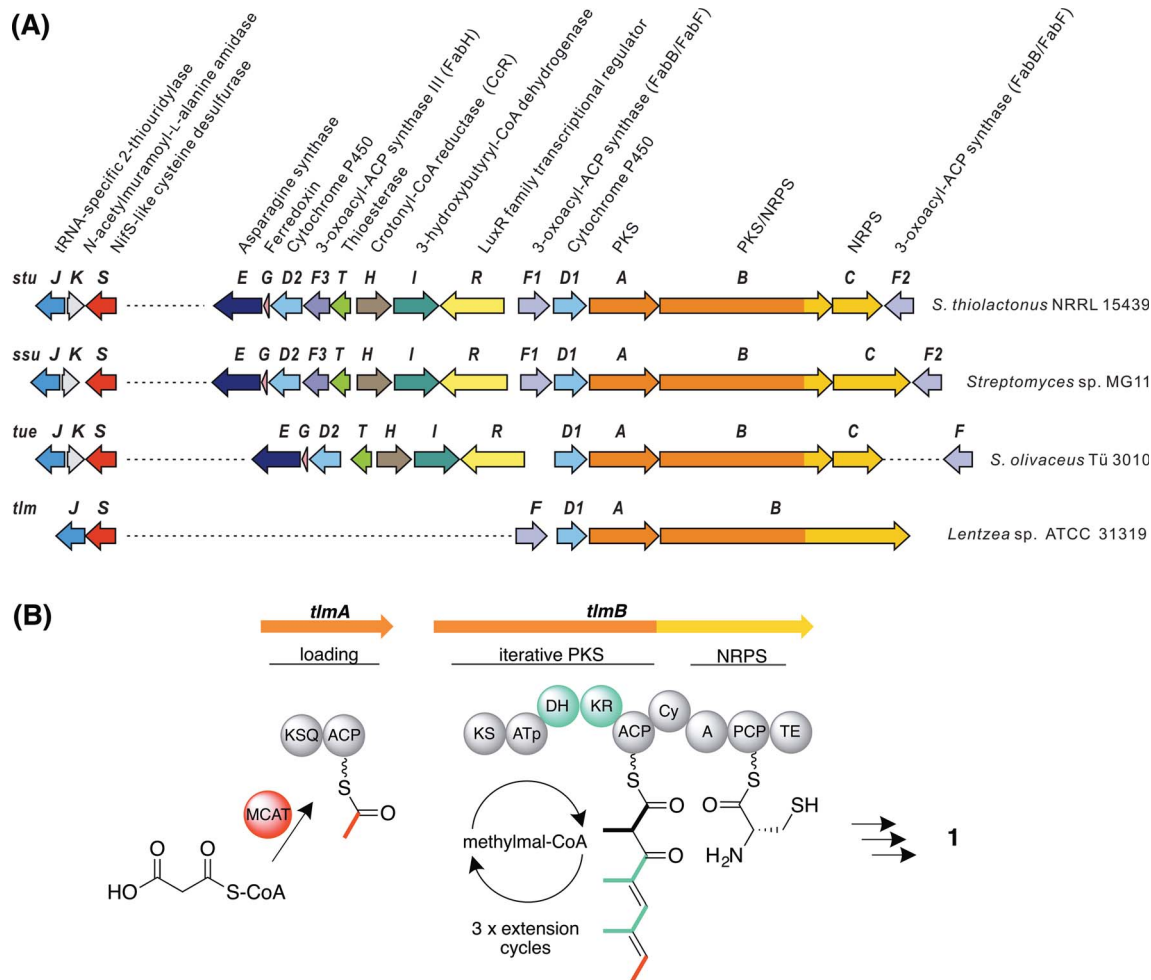 (A)
tRNA-specific 2-thiouridylase
N-acetylmuramoyl-L-alanine amidase
NifS-like cysteine desulfurase
Asparagine synthase
Ferredoxin
Cytochrome P450
3-oxoacyl-ACP synthase III (FabH)
Thioesterase
Crotonyl-CoA reductase (CcR)
3-hydroxybutyryl-CoA dehydrogenase
LuxR family transcriptional regulator
3-oxoacyl-ACP synthase (FabB/FabF)
Cytochrome P450
PKS
PKS/NRPS
NRPS
3-oxoacyl-ACP synthase (FabB/FabF)
stu J K S E G D2 F3 T H I R F1 D1 A B C F2
S. thiolactonus NRRL 15439
ssu J K S E G D2 F3 T H I R F1 D1 A B C F2
Streptomyces sp. MG11
tue J K S E G D2 T H I R D1 A B C F
S. olivaceus Tü 3010
tlm J S F D1 A B
Lentzea sp. ATCC 31319
(B)
tlmA tlmB
loading iterative PKS NRPS
KSQ ACP KS ATp DH KR ACP Cy A PCP TE
MCAT
S S S
O O O SH
methylmal-CoA
O
H2N
1
O O
HO S-CoA
3 x extension
cycles